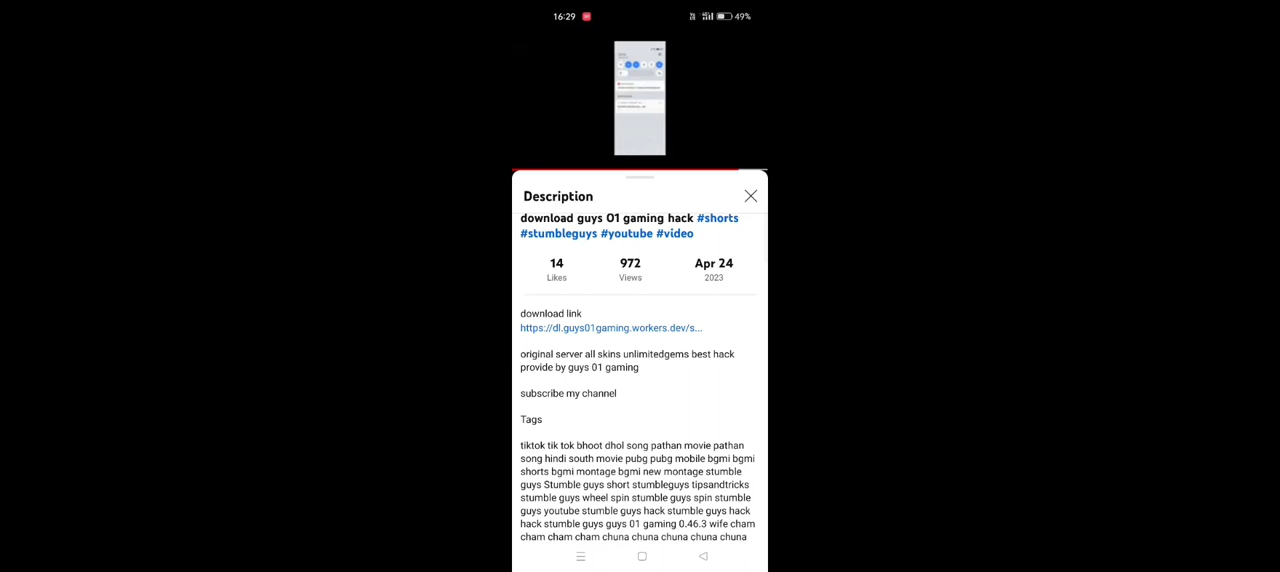 16:29 49%
Description
download guys 01 gaming hack #shorts
#stumbleguys #youtube #video
14 972 Apr 24
Likes Views 2023
download link
https://dl.guys01gaming.workers.dev/s...
original server all skins unlimitedgems best hack
provide by guys 01 gaming
subscribe my channel
Tags
tiktok tik tok bhoot dhol song pathan movie pathan
song hindi south movie pubg pubg mobile bgmi bgmi
shorts bgmi montage bgmi new montage stumble
guys Stumble guys short stumbleguys tipsandtricks
stumble guys wheel spin stumble guys spin stumble
guys youtube stumble guys hack stumble guys hack
hack stumble guys guys 01 gaming 0.46.3 wife cham
cham cham cham chuna chuna chuna chuna chuna